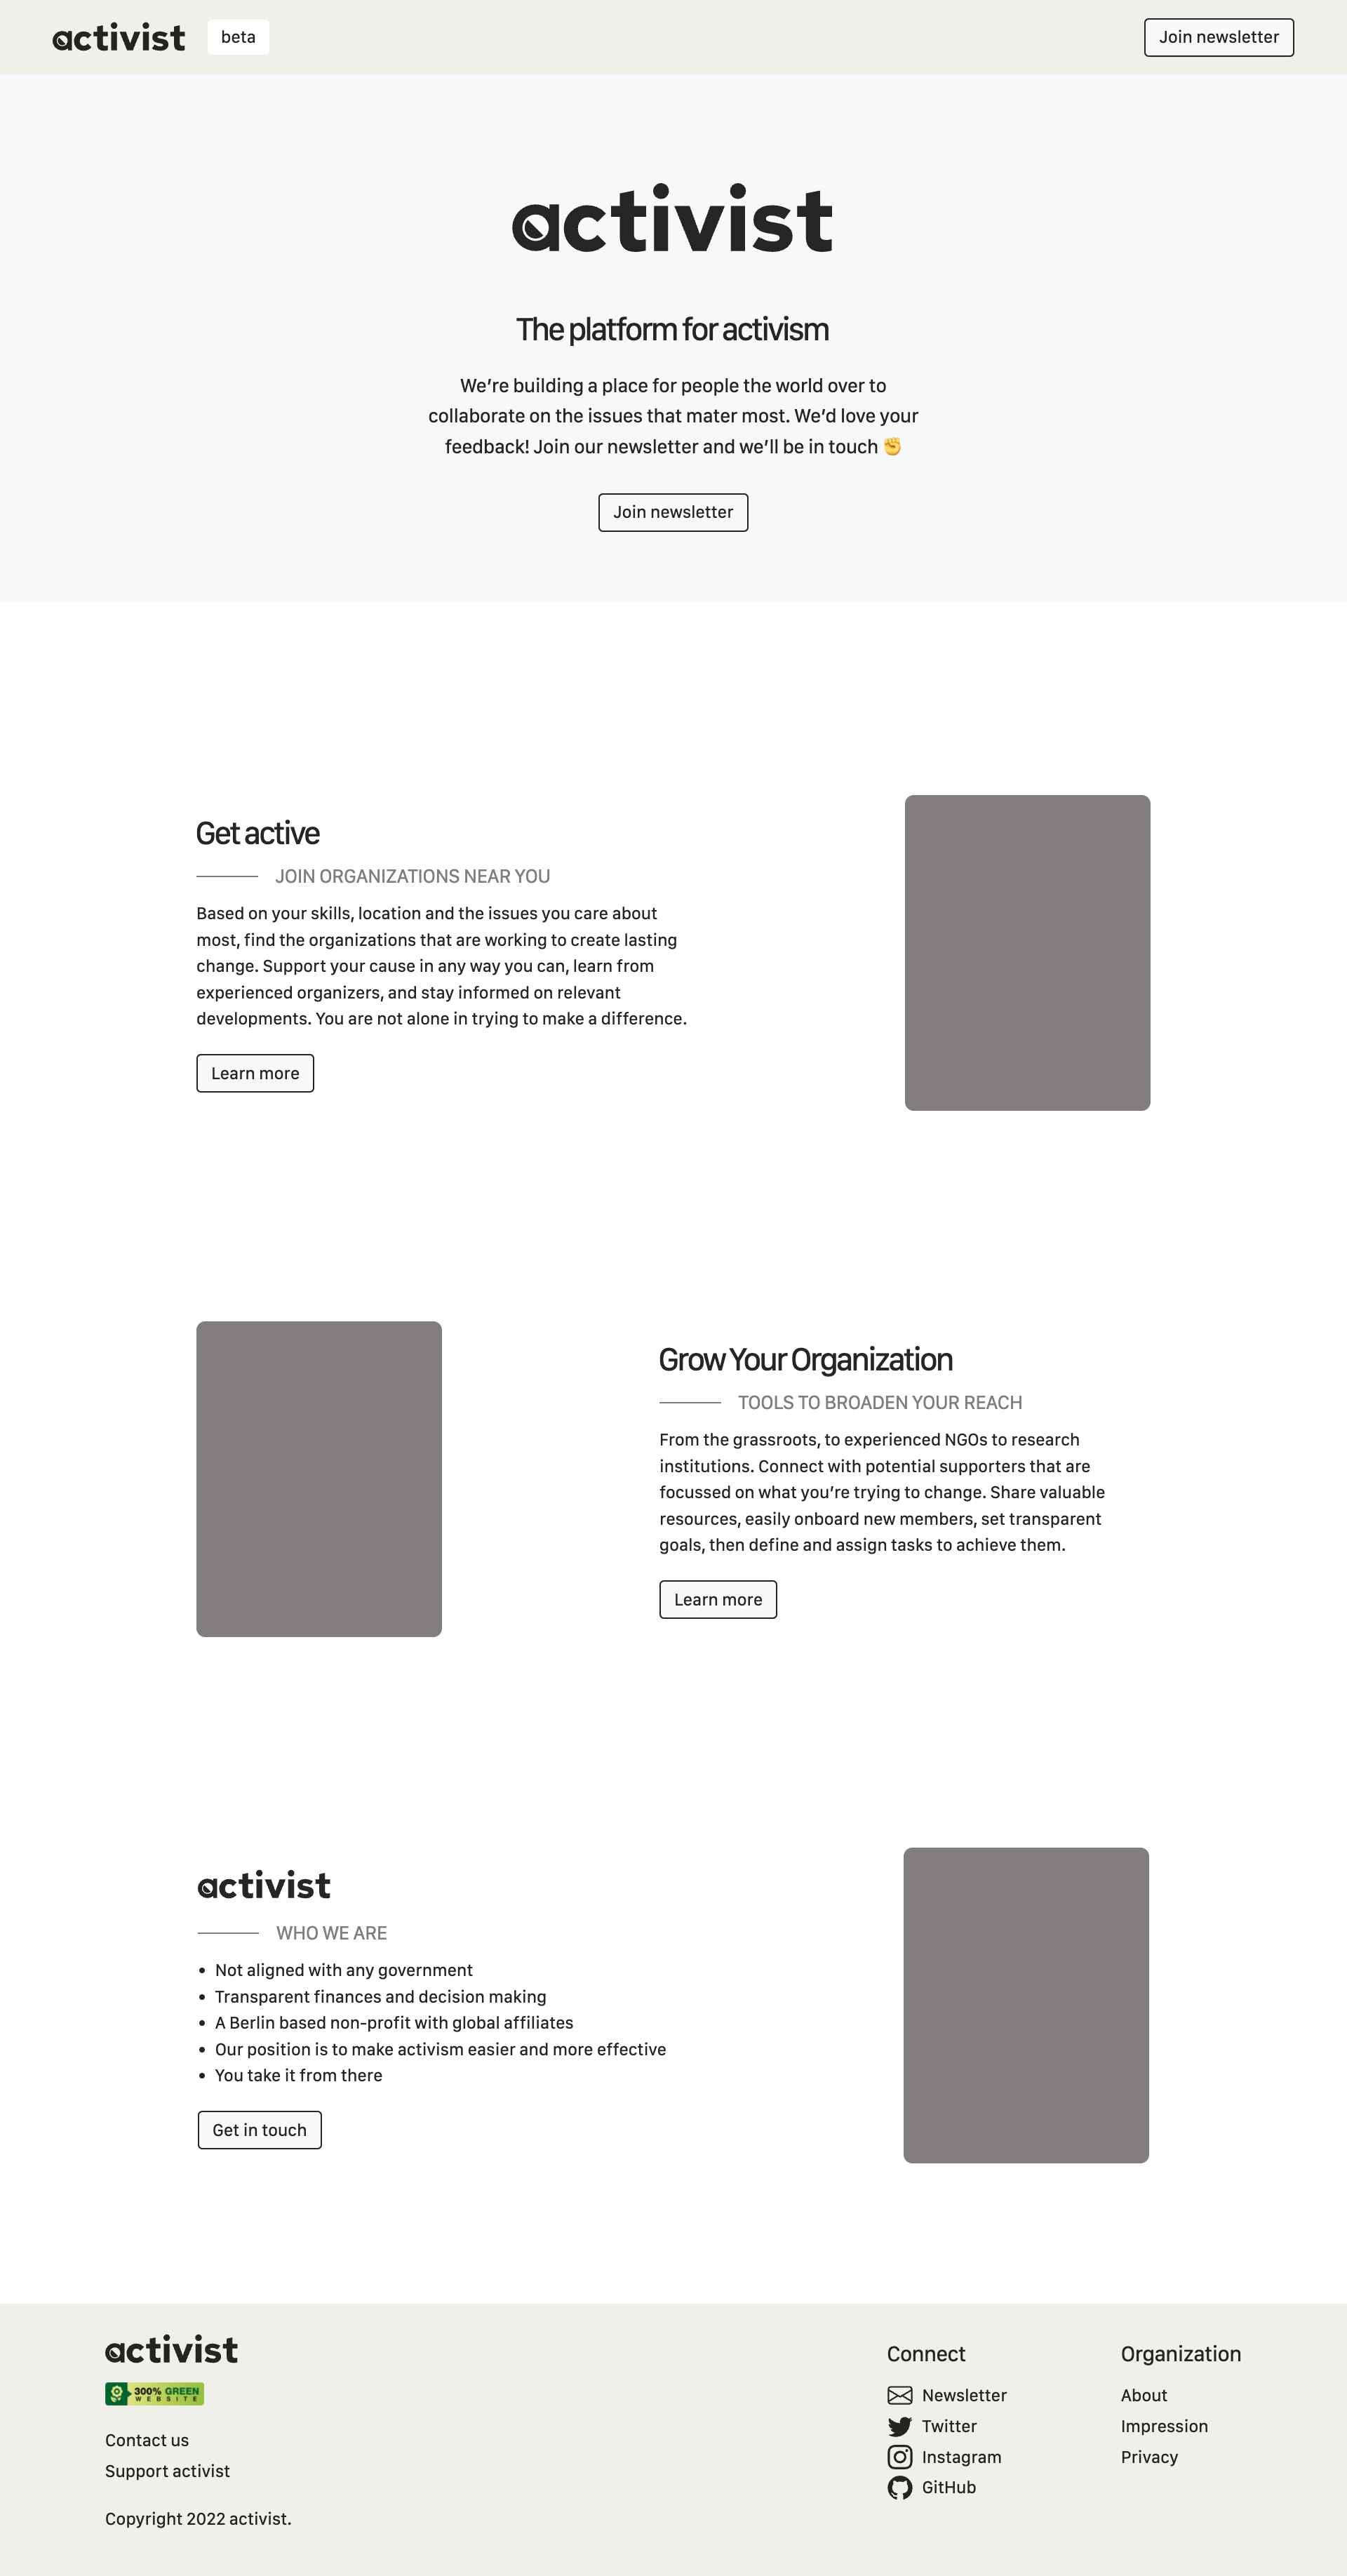 activist
beta
Join newsletter
activist
The platform for activism
We’re building a place for people the world over to
collaborate on the issues that mater most. We’d love your
feedback! Join our newsletter and we’ll be in touch ✊
Join newsletter
Get active
JOIN ORGANIZATIONS NEAR YOU
Based on your skills, location and the issues you care about
most, find the organizations that are working to create lasting
change. Support your cause in any way you can, learn from
experienced organizers, and stay informed on relevant
developments. You are not alone in trying to make a difference.
Learn more
Grow Your Organization
TOOLS TO BROADEN YOUR REACH
From the grassroots, to experienced NGOs to research
institutions. Connect with potential supporters that are
focussed on what you’re trying to change. Share valuable
resources, easily onboard new members, set transparent
goals, then define and assign tasks to achieve them.
Learn more
activist
WHO WE ARE
• Not aligned with any government
• Transparent finances and decision making
• A Berlin based non-profit with global affiliates
• Our position is to make activism easier and more effective
• You take it from there
Get in touch
activist
300% GREEN
WEBSITE
Contact us
Support activist
Copyright 2022 activist.
Connect
Newsletter
Twitter
Instagram
GitHub
Organization
About
Impression
Privacy